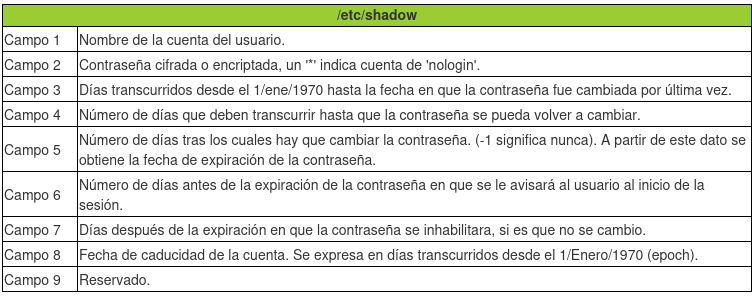 /etc/shadow
Campo 1 Nombre de la cuenta del usuario.
Campo 2 Contraseña cifrada o encriptada, un '*' indica cuenta de 'nologin'.
Campo 3 Días transcurridos desde el 1/ene/1970 hasta la fecha en que la contraseña fue cambiada por última vez.
Campo 4 Número de días que deben transcurrir hasta que la contraseña se pueda volver a cambiar.
Campo 5 Número de días tras los cuales hay que cambiar la contraseña. (-1 significa nunca). A partir de este dato se
obtiene la fecha de expiración de la contraseña.
Campo 6 Número de días antes de la expiración de la contraseña en que se le avisará al usuario al inicio de la
sesión.
Campo 7 Días después de la expiración en que la contraseña se inhabilitara, si es que no se cambio.
Campo 8 Fecha de caducidad de la cuenta. Se expresa en días transcurridos desde el 1/Enero/1970 (epoch).
Campo 9 Reservado.